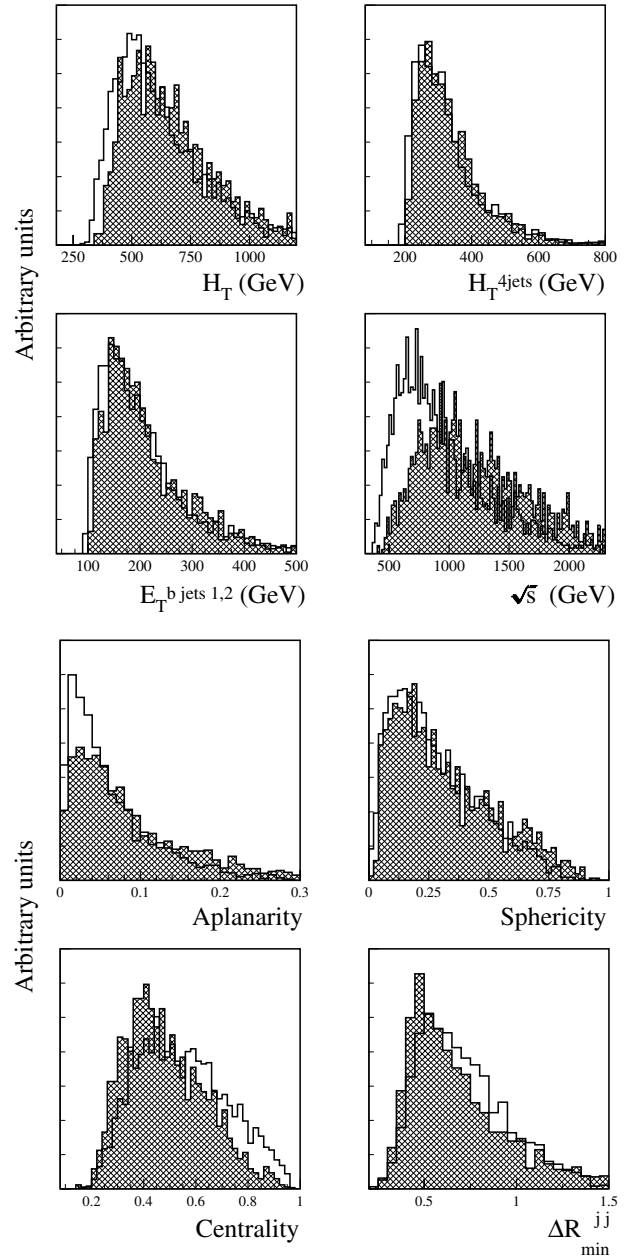 Arbitrary units
250 500 750 1000
H_T (GeV)
200 400 600 800
H_T^4jets (GeV)
100 200 300 400 500
E_T^b jets 1,2 (GeV)
500 1000 1500 2000
√s (GeV)
Arbitrary units
0 0.1 0.2 0.3
Aplanarity
0 0.25 0.5 0.75 1
Sphericity
0.2 0.4 0.6 0.8 1
Centrality
0.5 1 1.5
ΔR_min^jj